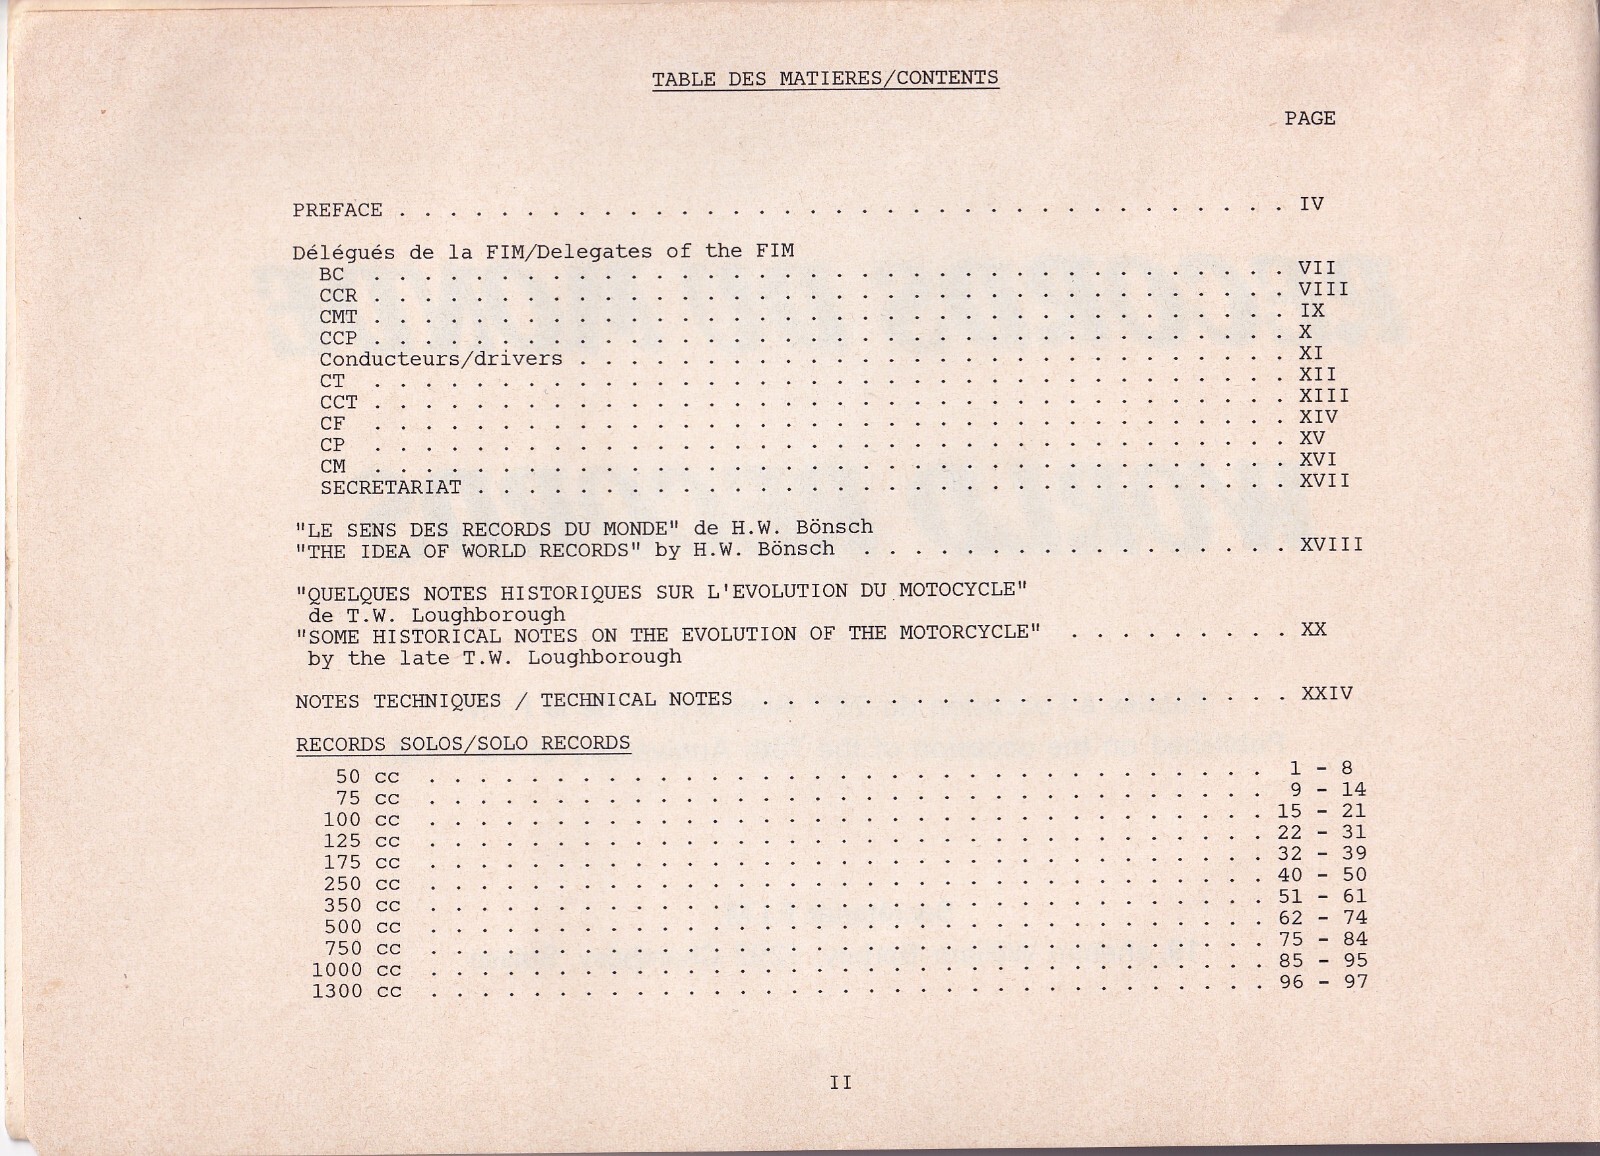 TABLE DES MATIERES/CONTENTS
PAGE
PREFACE . . . . . . . . . . . . . . . . . . . . . . . . . . . . . . . . . . . IV
Délégués de la FIM/Delegates of the FIM
BC . . . . . . . . . . . . . . . . . . . . . . . . . . . . . . . . . . . . VII
CCR . . . . . . . . . . . . . . . . . . . . . . . . . . . . . . . . . . . . VIII
CMT . . . . . . . . . . . . . . . . . . . . . . . . . . . . . . . . . . . . IX
CCP . . . . . . . . . . . . . . . . . . . . . . . . . . . . . . . . . . . . X
Conducteurs/drivers . . . . . . . . . . . . . . . . . . . . . . . . . . . . XI
CT . . . . . . . . . . . . . . . . . . . . . . . . . . . . . . . . . . . . XII
CCT . . . . . . . . . . . . . . . . . . . . . . . . . . . . . . . . . . . . XIII
CF . . . . . . . . . . . . . . . . . . . . . . . . . . . . . . . . . . . . XIV
CP . . . . . . . . . . . . . . . . . . . . . . . . . . . . . . . . . . . . XV
CM . . . . . . . . . . . . . . . . . . . . . . . . . . . . . . . . . . . . XVI
SECRETARIAT . . . . . . . . . . . . . . . . . . . . . . . . . . . . . . . . XVII
"LE SENS DES RECORDS DU MONDE" de H.W. Bönsch
"THE IDEA OF WORLD RECORDS" by H.W. Bönsch . . . . . . . . . . . . . . . . . XVIII
"QUELQUES NOTES HISTORIQUES SUR L'EVOLUTION DU MOTOCYCLE"
de T.W. Loughborough
"SOME HISTORICAL NOTES ON THE EVOLUTION OF THE MOTORCYCLE" . . . . . . . . . XX
by the late T.W. Loughborough
NOTES TECHNIQUES / TECHNICAL NOTES . . . . . . . . . . . . . . . . . . . . . XXIV
RECORDS SOLOS/SOLO RECORDS
50 cc . . . . . . . . . . . . . . . . . . . . . . . . . . . . . . . . . 1 - 8
75 cc . . . . . . . . . . . . . . . . . . . . . . . . . . . . . . . . . 9 - 14
100 cc . . . . . . . . . . . . . . . . . . . . . . . . . . . . . . . . . 15 - 21
125 cc . . . . . . . . . . . . . . . . . . . . . . . . . . . . . . . . . 22 - 31
175 cc . . . . . . . . . . . . . . . . . . . . . . . . . . . . . . . . . 32 - 39
250 cc . . . . . . . . . . . . . . . . . . . . . . . . . . . . . . . . . 40 - 50
350 cc . . . . . . . . . . . . . . . . . . . . . . . . . . . . . . . . . 51 - 61
500 cc . . . . . . . . . . . . . . . . . . . . . . . . . . . . . . . . . 62 - 74
750 cc . . . . . . . . . . . . . . . . . . . . . . . . . . . . . . . . . 75 - 84
1000 cc . . . . . . . . . . . . . . . . . . . . . . . . . . . . . . . . . 85 - 95
1300 cc . . . . . . . . . . . . . . . . . . . . . . . . . . . . . . . . . 96 - 97
II